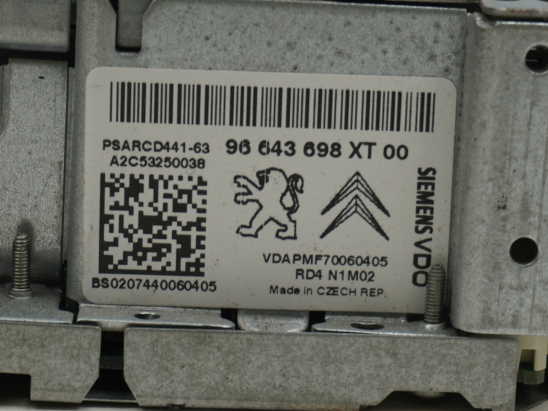 PSARCD441-63 96 643 698 XT 00
A2C53250038
SIEMENS VDO
VDAPMF70060405
RD4 N1M02
BS0207440060405
Made in CZECH REP.